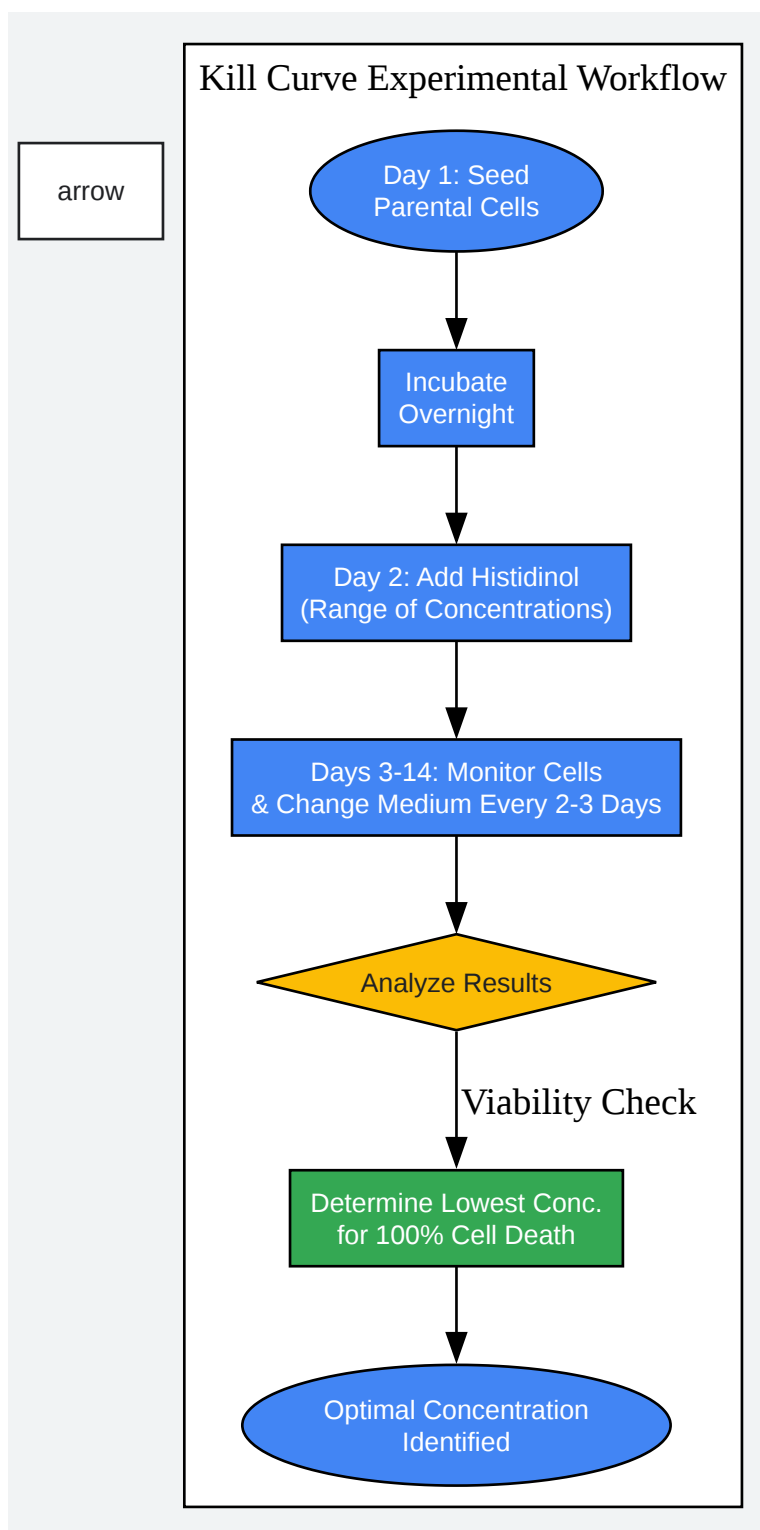 Kill Curve Experimental Workflow
arrow
Day 1: Seed
Parental Cells
Incubate
Overnight
Day 2: Add Histidinol
(Range of Concentrations)
Days 3-14: Monitor Cells
& Change Medium Every 2-3 Days
Analyze Results
Viability Check
Determine Lowest Conc.
for 100% Cell Death
Optimal Concentration
Identified